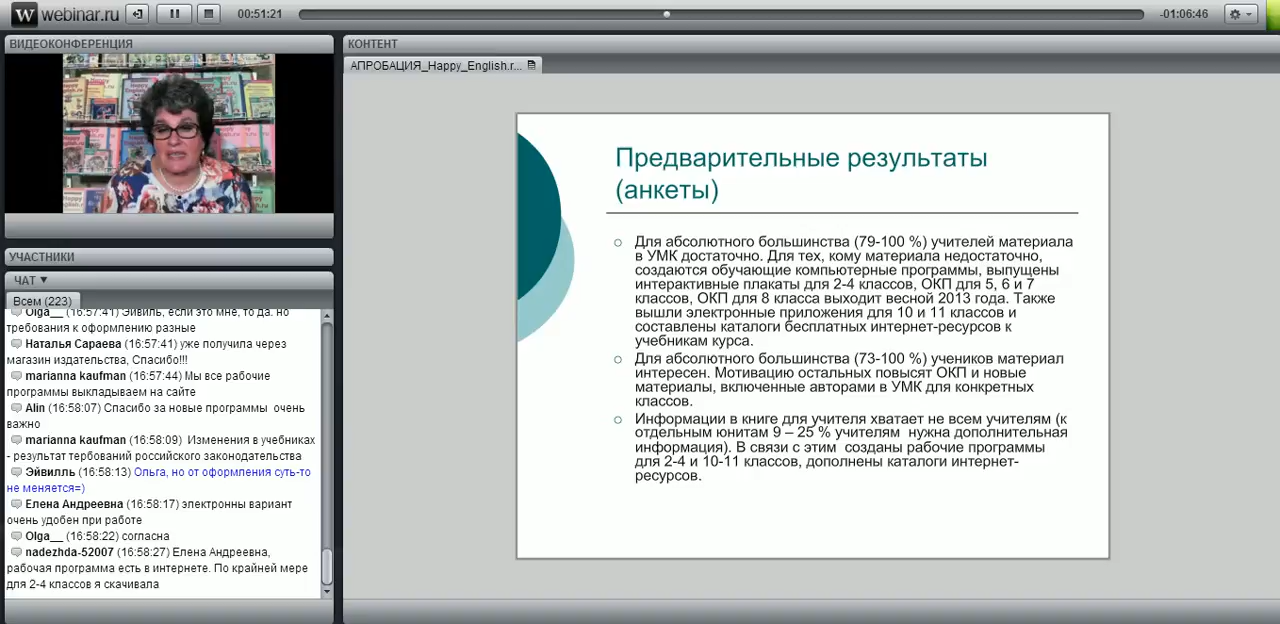 webinar.ru
00:51:21
-01:06:46
ВИДЕОКОНФЕРЕНЦИЯ
УЧАСТНИКИ
ЧАТ ▼
Всем (223)
Olga__ (16:57:41) Эйвиль, если это мне, то да. но
требования к оформлению разные
Наталья Сараева (16:57:41) уже получила через
магазин издательства, Спасибо!!!
marianna kaufman (16:57:44) Мы все рабочие
программы выкладываем на сайте
Alin (16:58:07) Спасибо за новые программы очень
важно
marianna kaufman (16:58:09) Изменения в учебниках
- результат тербований российского законодательства
Эйвилль (16:58:13) Ольга, но от оформления суть-то
не меняется=)
Елена Андреевна (16:58:17) электронны вариант
очень удобен при работе
Olga__ (16:58:22) согласна
nadezhda-52007 (16:58:27) Елена Андреевна,
рабочая программа есть в интернете. По крайней мере
для 2-4 классов я скачивала
КОНТЕНТ
АПРОБАЦИЯ_Happy_English.r...
Предварительные результаты
(анкеты)
Для абсолютного большинства (79-100 %) учителей материала
в УМК достаточно. Для тех, кому материала недостаточно,
создаются обучающие компьютерные программы, выпущены
интерактивные плакаты для 2-4 классов, ОКП для 5, 6 и 7
классов, ОКП для 8 класса выходит весной 2013 года. Также
вышли электронные приложения для 10 и 11 классов и
составлены каталоги бесплатных интернет-ресурсов к
учебникам курса.
Для абсолютного большинства (73-100 %) учеников материал
интересен. Мотивацию остальных повысят ОКП и новые
материалы, включенные авторами в УМК для конкретных
классов.
Информации в книге для учителя хватает не всем учителям (к
отдельным юнитам 9 – 25 % учителям нужна дополнительная
информация). В связи с этим созданы рабочие программы
для 2-4 и 10-11 классов, дополнены каталоги интернет-
ресурсов.